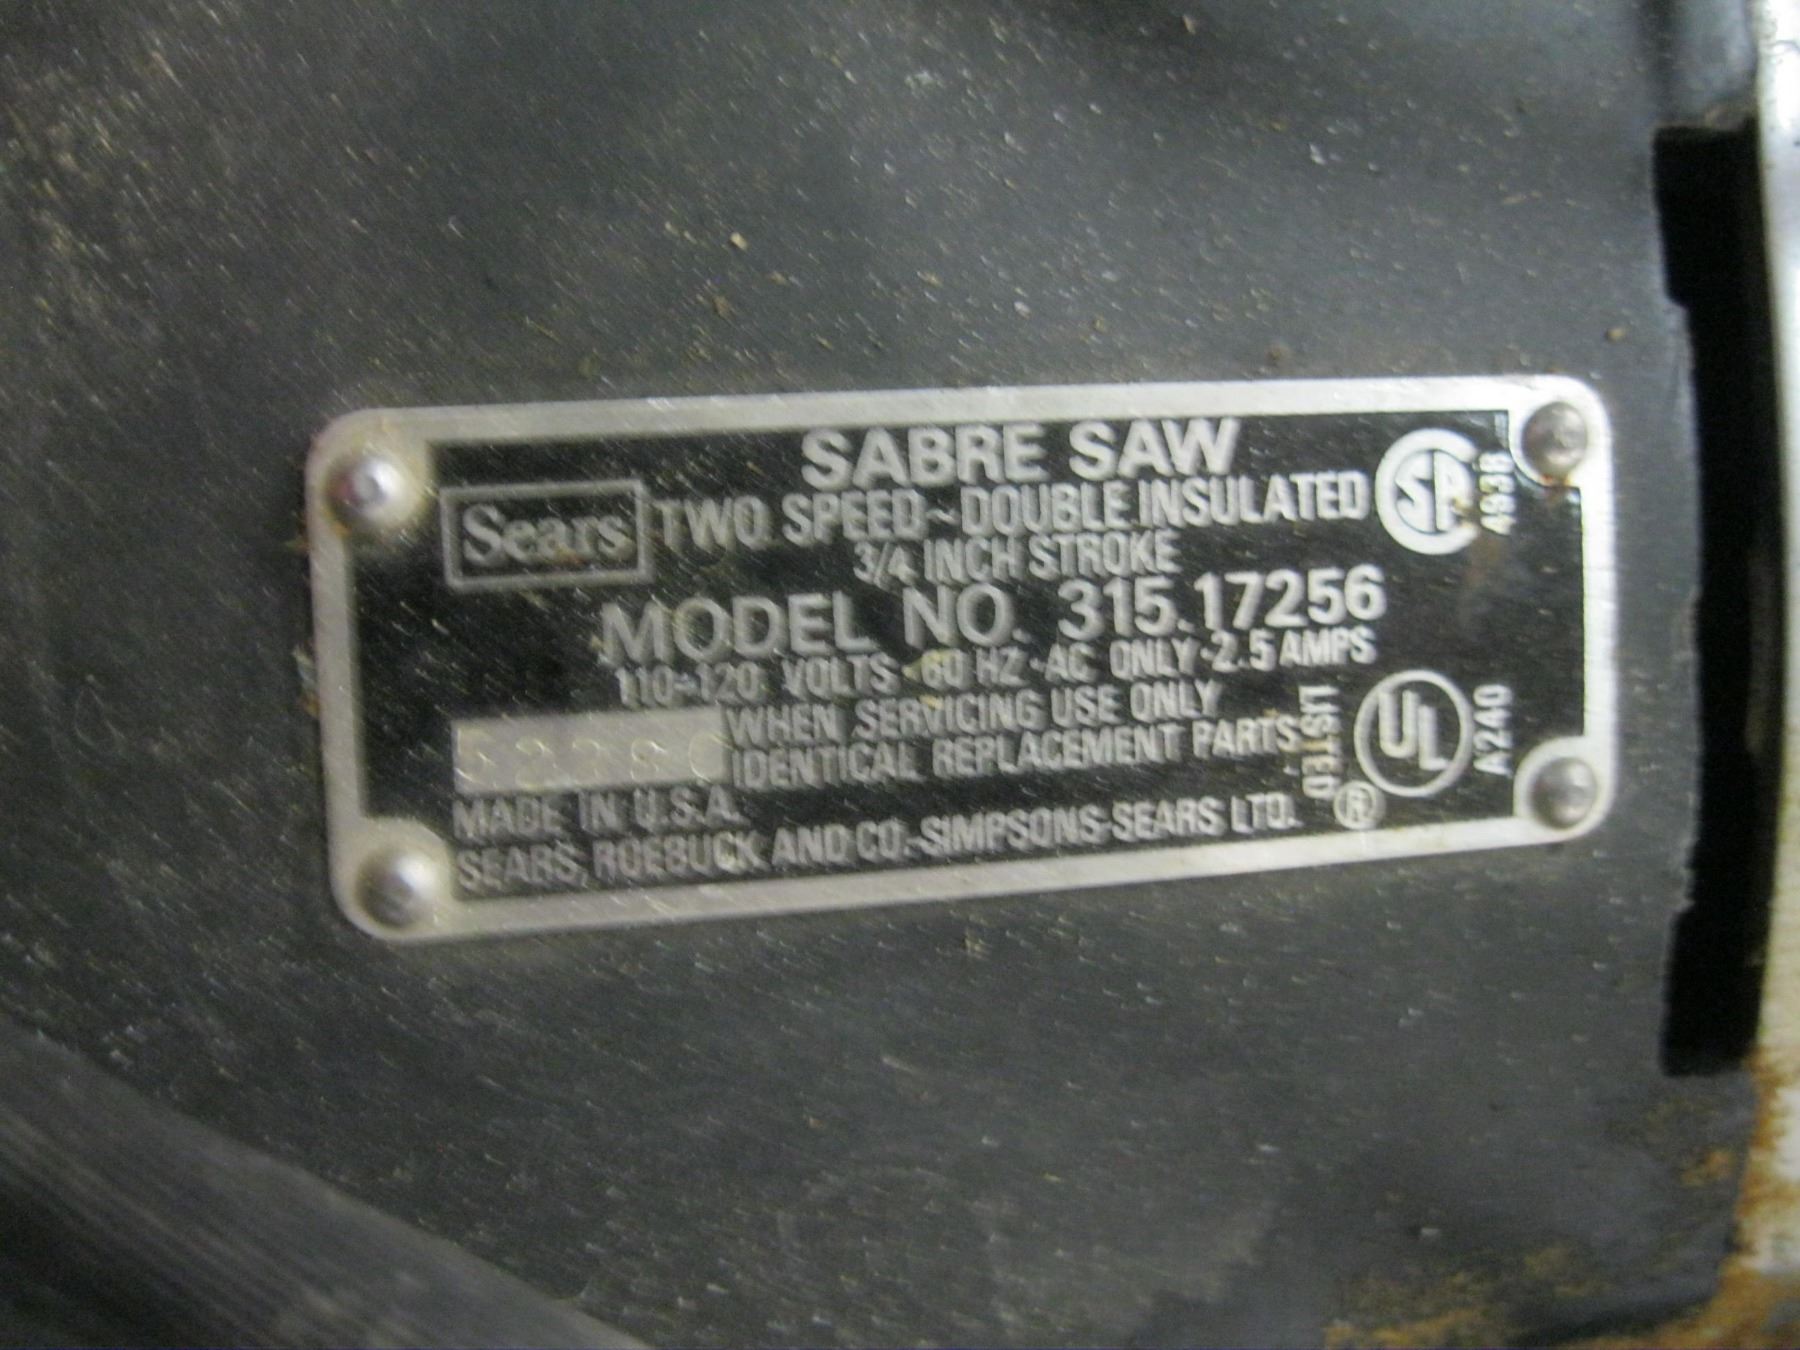 SABRE SAW
Sears TWO SPEED-DOUBLE INSULATED
3/4 INCH STROKE
MODEL NO. 315.17256
110-120 VOLTS-60 HZ-AC ONLY-2.5 AMPS
WHEN SERVICING USE ONLY
IDENTICAL REPLACEMENT PARTS
MADE IN U.S.A.
SEARS, ROEBUCK AND CO.-SIMPSONS-SEARS LTD.
SA
4938
LISTED
UL
®
A240